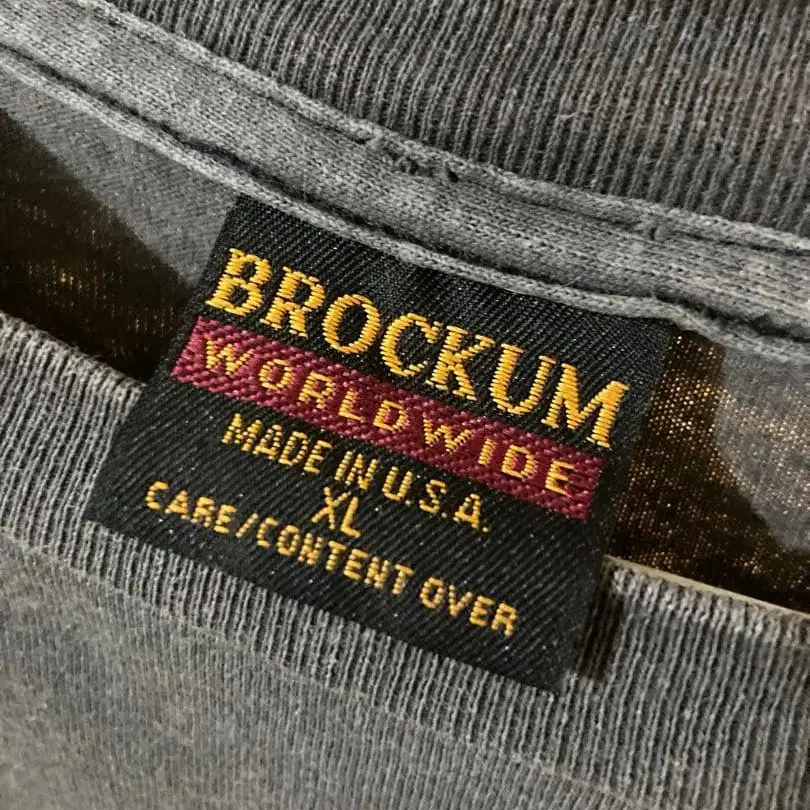 BROCKUM
WORLDWIDE
MADE IN U.S.A.
XL
CARE/CONTENT OVER